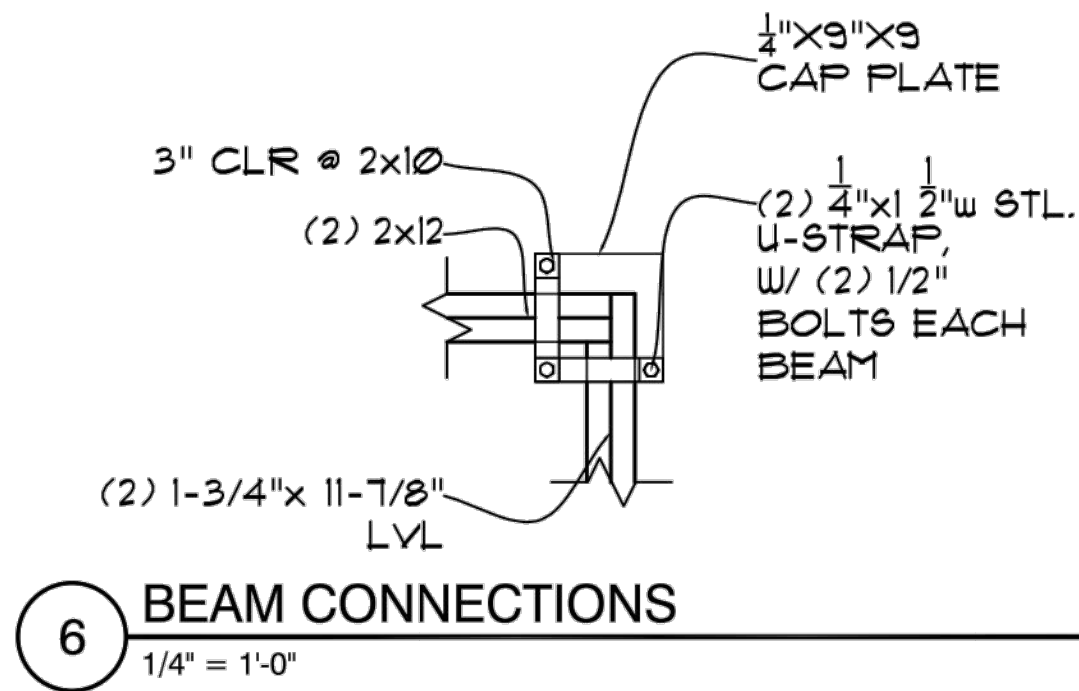 1/4"X9"X9
CAP PLATE
3" CLR @ 2x10
(2) 2x12
(2) 1/4"x1 1/2"W STL.
U-STRAP,
W/ (2) 1/2"
BOLTS EACH
BEAM
(2) 1-3/4"x 11-7/8"
LVL
6
BEAM CONNECTIONS
1/4" = 1'-0"